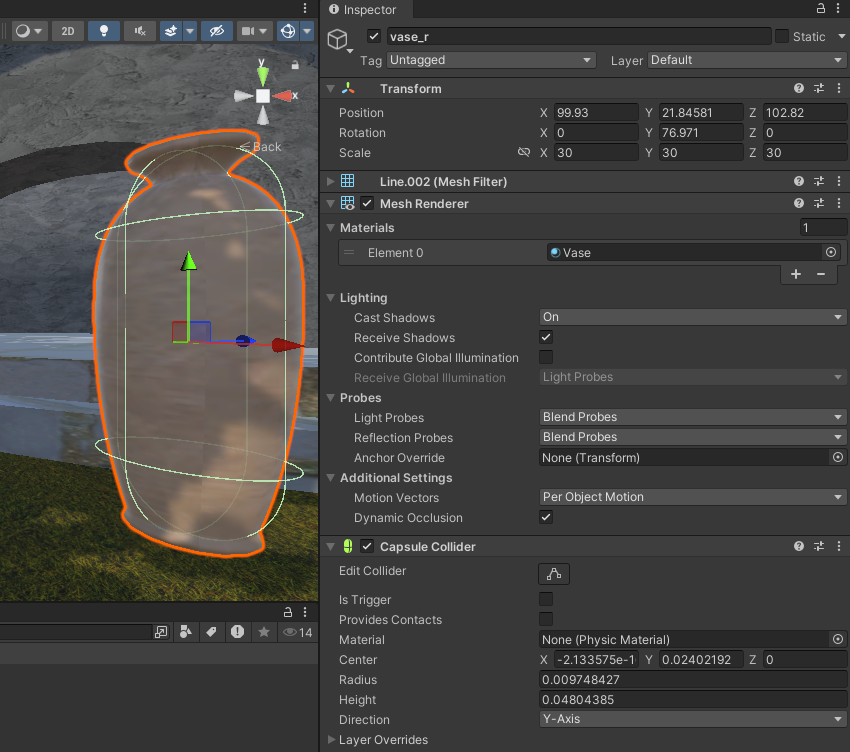 Inspector
2D
vase_r
Static
Tag Untagged Layer Default
y
x
Back
Transform
Position X 99.93 Y 21.84581 Z 102.82
Rotation X 0 Y 76.971 Z 0
Scale X 30 Y 30 Z 30
Line.002 (Mesh Filter)
Mesh Renderer
Materials 1
Element 0 Vase
Lighting
Cast Shadows On
Receive Shadows
Contribute Global Illumination
Receive Global Illumination Light Probes
Probes
Light Probes Blend Probes
Reflection Probes Blend Probes
Anchor Override None (Transform)
Additional Settings
Motion Vectors Per Object Motion
Dynamic Occlusion
Capsule Collider
Edit Collider
Is Trigger
Provides Contacts
14
Material None (Physic Material)
Center X -2.133575e-1 Y 0.02402192 Z 0
Radius 0.009748427
Height 0.04804385
Direction Y-Axis
Layer Overrides